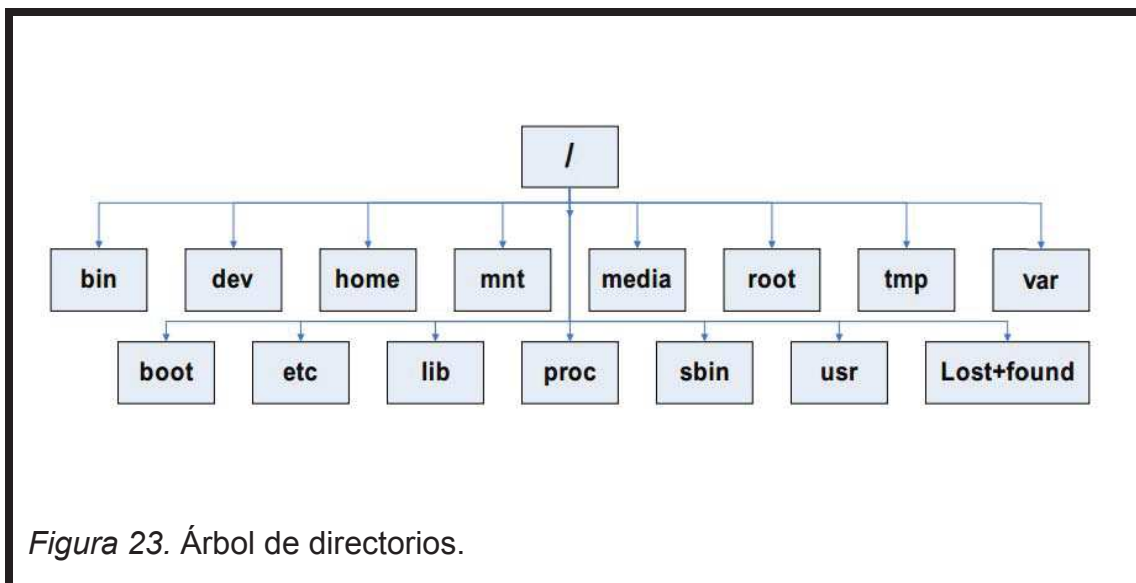 /
bin dev home mnt media root tmp var
boot etc lib proc sbin usr Lost+found
Figura 23. Árbol de directorios.